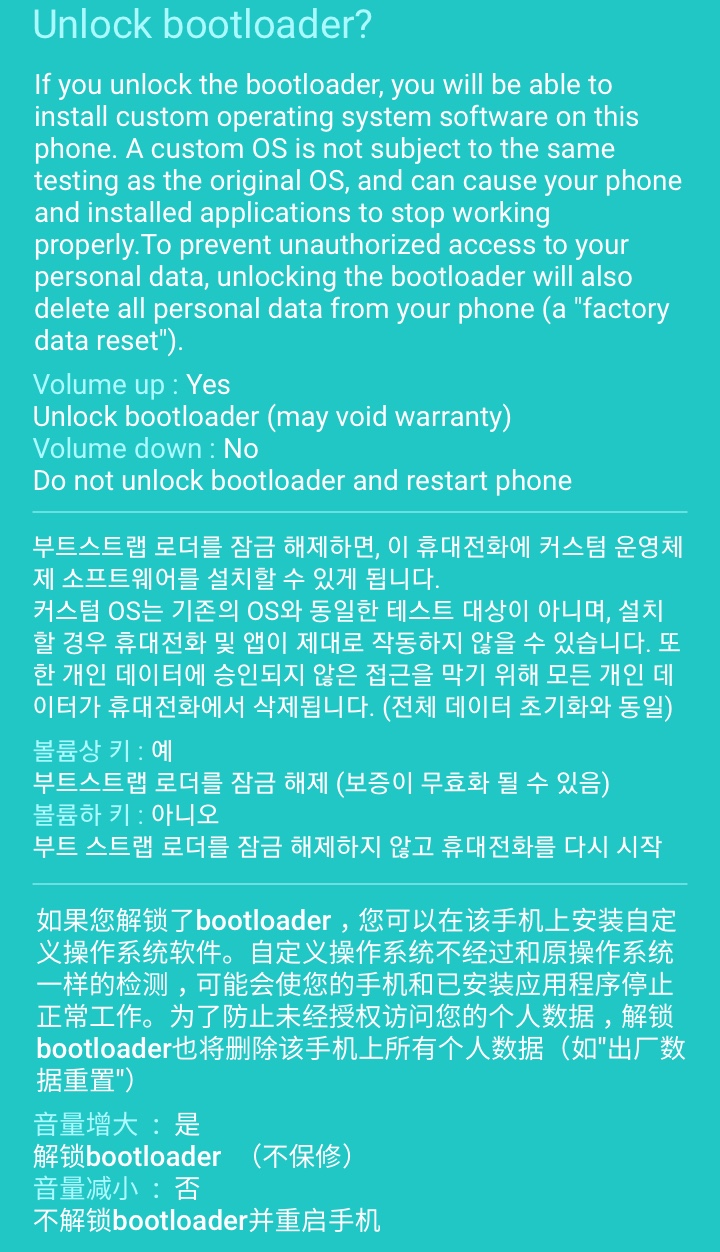 Unlock bootloader?
If you unlock the bootloader, you will be able to
install custom operating system software on this
phone. A custom OS is not subject to the same
testing as the original OS, and can cause your phone
and installed applications to stop working
properly.To prevent unauthorized access to your
personal data, unlocking the bootloader will also
delete all personal data from your phone (a "factory
data reset").
Volume up : Yes
Unlock bootloader (may void warranty)
Volume down : No
Do not unlock bootloader and restart phone
부트스트랩 로더를 잠금 해제하면, 이 휴대전화에 커스텀 운영체
제 소프트웨어를 설치할 수 있게 됩니다.
커스텀 OS는 기존의 OS와 동일한 테스트 대상이 아니며, 설치
할 경우 휴대전화 및 앱이 제대로 작동하지 않을 수 있습니다. 또
한 개인 데이터에 승인되지 않은 접근을 막기 위해 모든 개인 데
이터가 휴대전화에서 삭제됩니다. (전체 데이터 초기화와 동일)
볼륨상 키 : 예
부트스트랩 로더를 잠금 해제 (보증이 무효화 될 수 있음)
볼륨하 키 : 아니오
부트 스트랩 로더를 잠금 해제하지 않고 휴대전화를 다시 시작
如果您解锁了bootloader，您可以在该手机上安装自定
义操作系统软件。自定义操作系统不经过和原操作系统
一样的检测，可能会使您的手机和已安装应用程序停止
正常工作。为了防止未经授权访问您的个人数据，解锁
bootloader也将删除该手机上所有个人数据（如"出厂数
据重置"）
音量增大 ： 是
解锁bootloader （不保修）
音量减小 ： 否
不解锁bootloader并重启手机